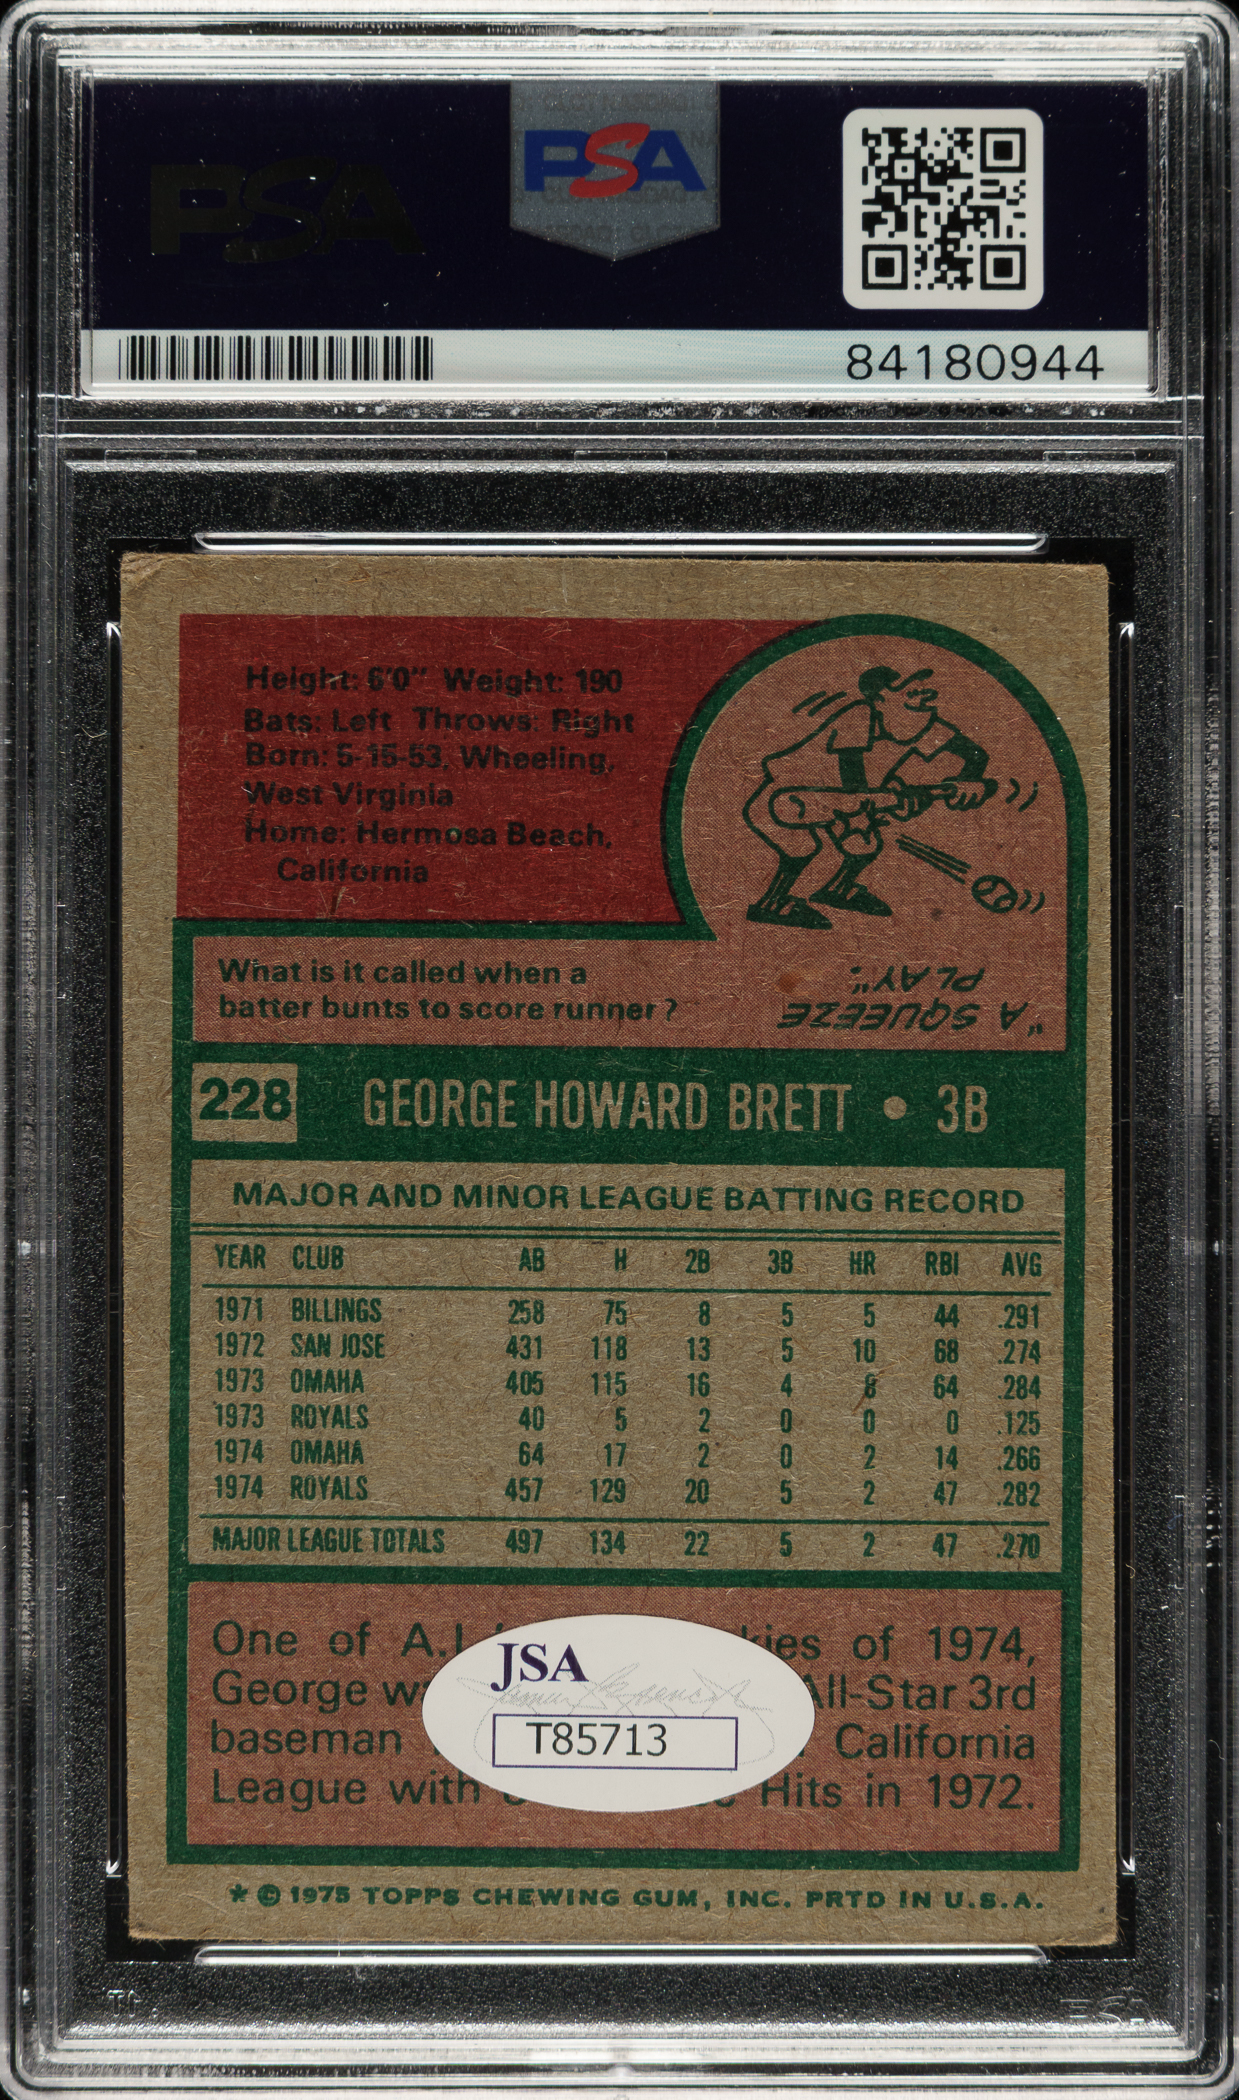 PSA
PSA
84180944
Height: 6'0" Weight: 190
Bats: Left Throws: Right
Born: 5-15-53, Wheeling,
West Virginia
Home: Hermosa Beach,
California
What is it called when a
batter bunts to score runner?
"A SQUEEZE
PLAY".
228 GEORGE HOWARD BRETT • 3B
MAJOR AND MINOR LEAGUE BATTING RECORD
YEAR CLUB AB H 2B 3B HR RBI AVG
1971 BILLINGS 258 75 8 5 5 44 .291
1972 SAN JOSE 431 118 13 5 10 68 .274
1973 OMAHA 405 115 16 4 8 64 .284
1973 ROYALS 40 5 2 0 0 0 .125
1974 OMAHA 64 17 2 0 2 14 .266
1974 ROYALS 457 129 20 5 2 47 .282
MAJOR LEAGUE TOTALS 497 134 22 5 2 47 .270
One of A.L. of 1974,
George All-Star 3rd
baseman California
League with Hits in 1972.
JSA
T85713
* © 1975 TOPPS CHEWING GUM, INC. PRTD IN U.S.A.